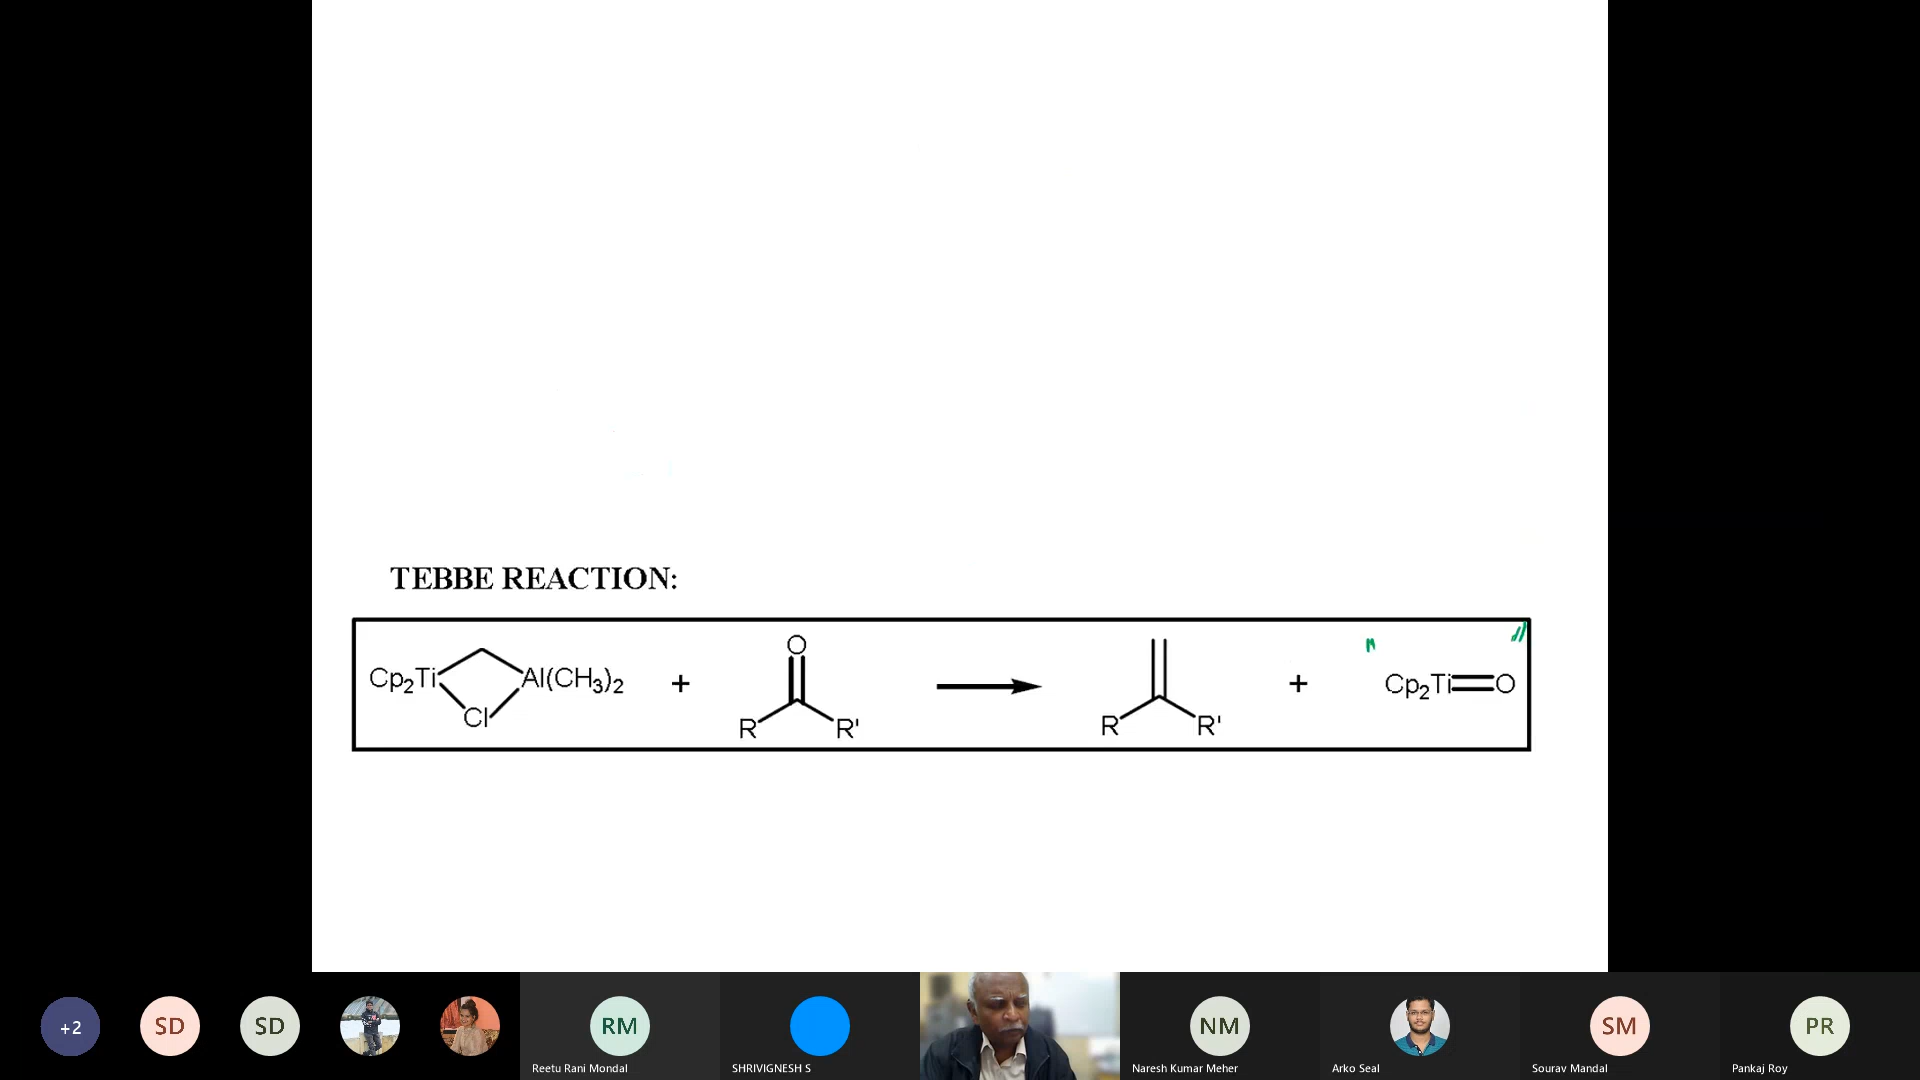 TEBBE REACTION:
Cp2Ti Al(CH3)2 + O + Cp2Ti=O
Cl R R' R R'
+2 SD SD RM NM SM PR
Reetu Rani Mondal SHRIVIGNESH S Naresh Kumar Meher Arko Seal Sourav Mandal Pankaj Roy